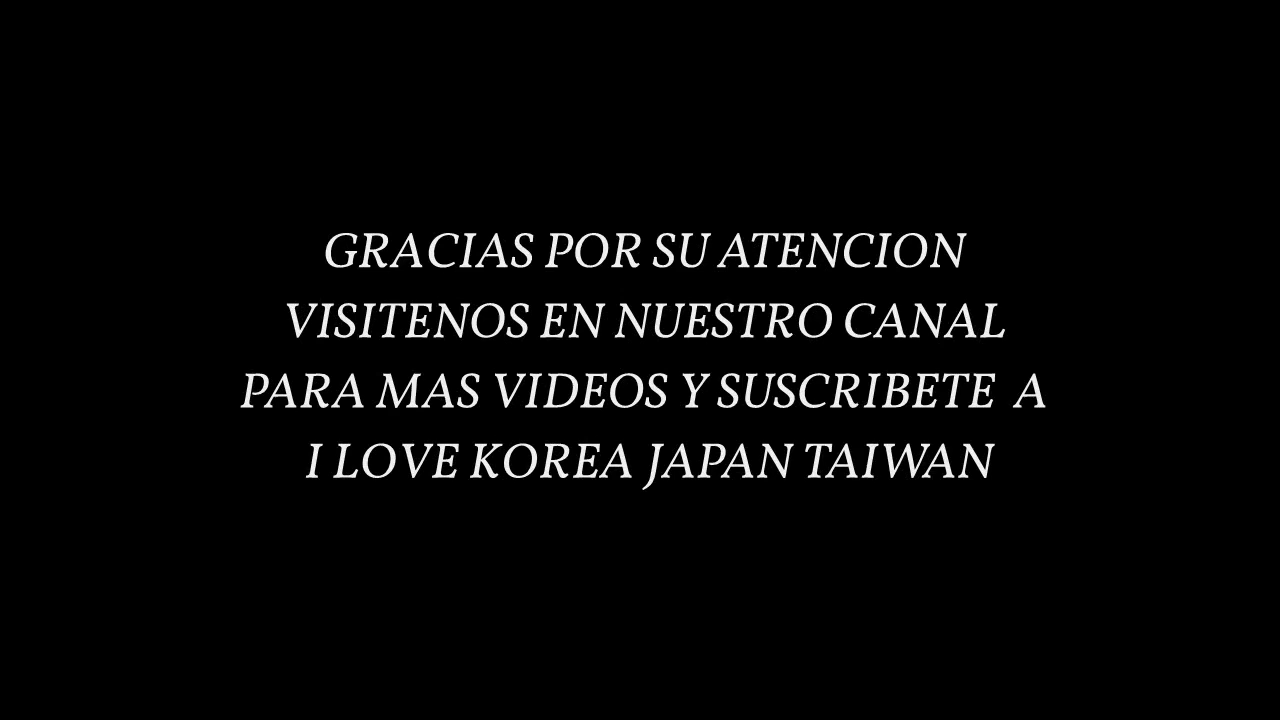 GRACIAS POR SU ATENCION
VISITENOS EN NUESTRO CANAL
PARA MAS VIDEOS Y SUSCRIBETE A
I LOVE KOREA JAPAN TAIWAN